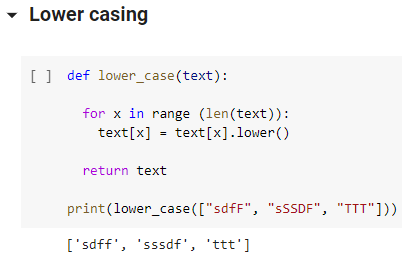 Lower casing
[ ] def lower_case(text):
for x in range (len(text)):
text[x] = text[x].lower()
return text
print(lower_case(["sdfF", "sSSDF", "TTT"]))
['sdff', 'sssdf', 'ttt']